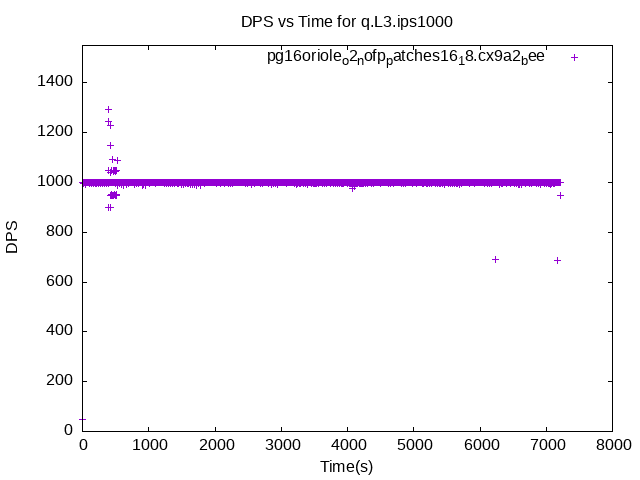 DPS vs Time for q.L3.ips1000
pg16oriole_o2_nofp_patches16_18.cx9a2_bee
1400
1200
1000
800
600
400
200
0
DPS
0 1000 2000 3000 4000 5000 6000 7000 8000
Time(s)